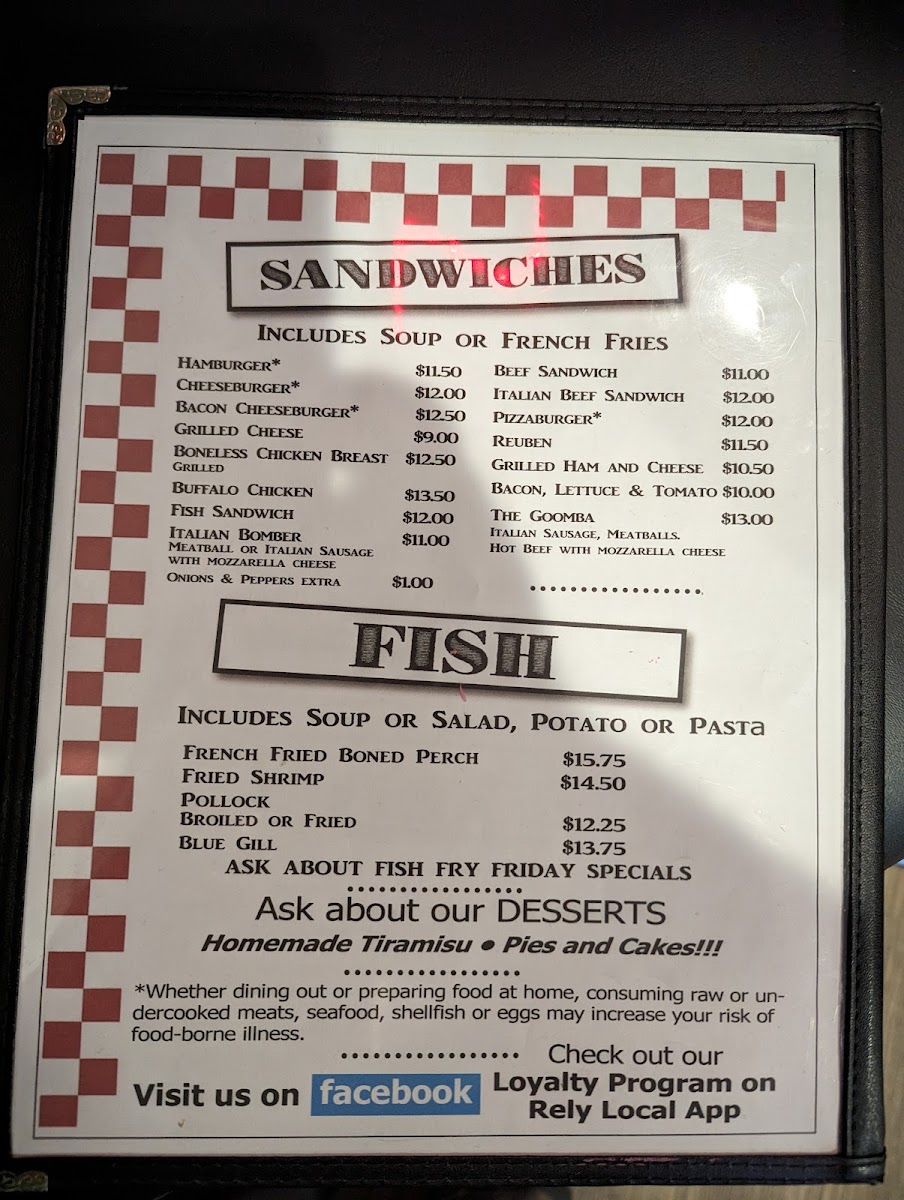 SANDWICHES
INCLUDES SOUP OR FRENCH FRIES
HAMBURGER* $11.50
CHEESEBURGER* $12.00
BACON CHEESEBURGER* $12.50
GRILLED CHEESE $9.00
BONELESS CHICKEN BREAST $12.50
GRILLED
BUFFALO CHICKEN $13.50
FISH SANDWICH $12.00
ITALIAN BOMBER $11.00
MEATBALL OR ITALIAN SAUSAGE
WITH MOZZARELLA CHEESE
ONIONS & PEPPERS EXTRA $1.00
BEEF SANDWICH $11.00
ITALIAN BEEF SANDWICH $12.00
PIZZABURGER* $12.00
REUBEN $11.50
GRILLED HAM AND CHEESE $10.50
BACON, LETTUCE & TOMATO $10.00
THE GOOMBA $13.00
ITALIAN SAUSAGE, MEATBALLS.
HOT BEEF WITH MOZZARELLA CHEESE
FISH
INCLUDES SOUP OR SALAD, POTATO OR PASTa
FRENCH FRIED BONED PERCH $15.75
FRIED SHRIMP $14.50
POLLOCK
BROILED OR FRIED $12.25
BLUE GILL $13.75
ASK ABOUT FISH FRY FRIDAY SPECIALS
Ask about our DESSERTS
Homemade Tiramisu • Pies and Cakes!!!
*Whether dining out or preparing food at home, consuming raw or un-
dercooked meats, seafood, shellfish or eggs may increase your risk of
food-borne illness.
Visit us on facebook
Check out our
Loyalty Program on
Rely Local App